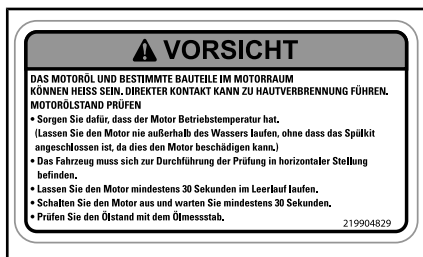 VORSICHT
DAS MOTORÖL UND BESTIMMTE BAUTEILE IM MOTORRAUM
KÖNNEN HEISS SEIN. DIREKTER KONTAKT KANN ZU HAUTVERBRENNUNG FÜHREN.
MOTORÖLSTAND PRÜFEN
• Sorgen Sie dafür, dass der Motor Betriebstemperatur hat.
(Lassen Sie den Motor nie außerhalb des Wassers laufen, ohne dass das Spülkit
angeschlossen ist, da dies den Motor beschädigen kann.)
• Das Fahrzeug muss sich zur Durchführung der Prüfung in horizontaler Stellung
befinden.
• Lassen Sie den Motor mindestens 30 Sekunden im Leerlauf laufen.
• Schalten Sie den Motor aus und warten Sie mindestens 30 Sekunden.
• Prüfen Sie den Ölstand mit dem Ölmessstab.
219904829